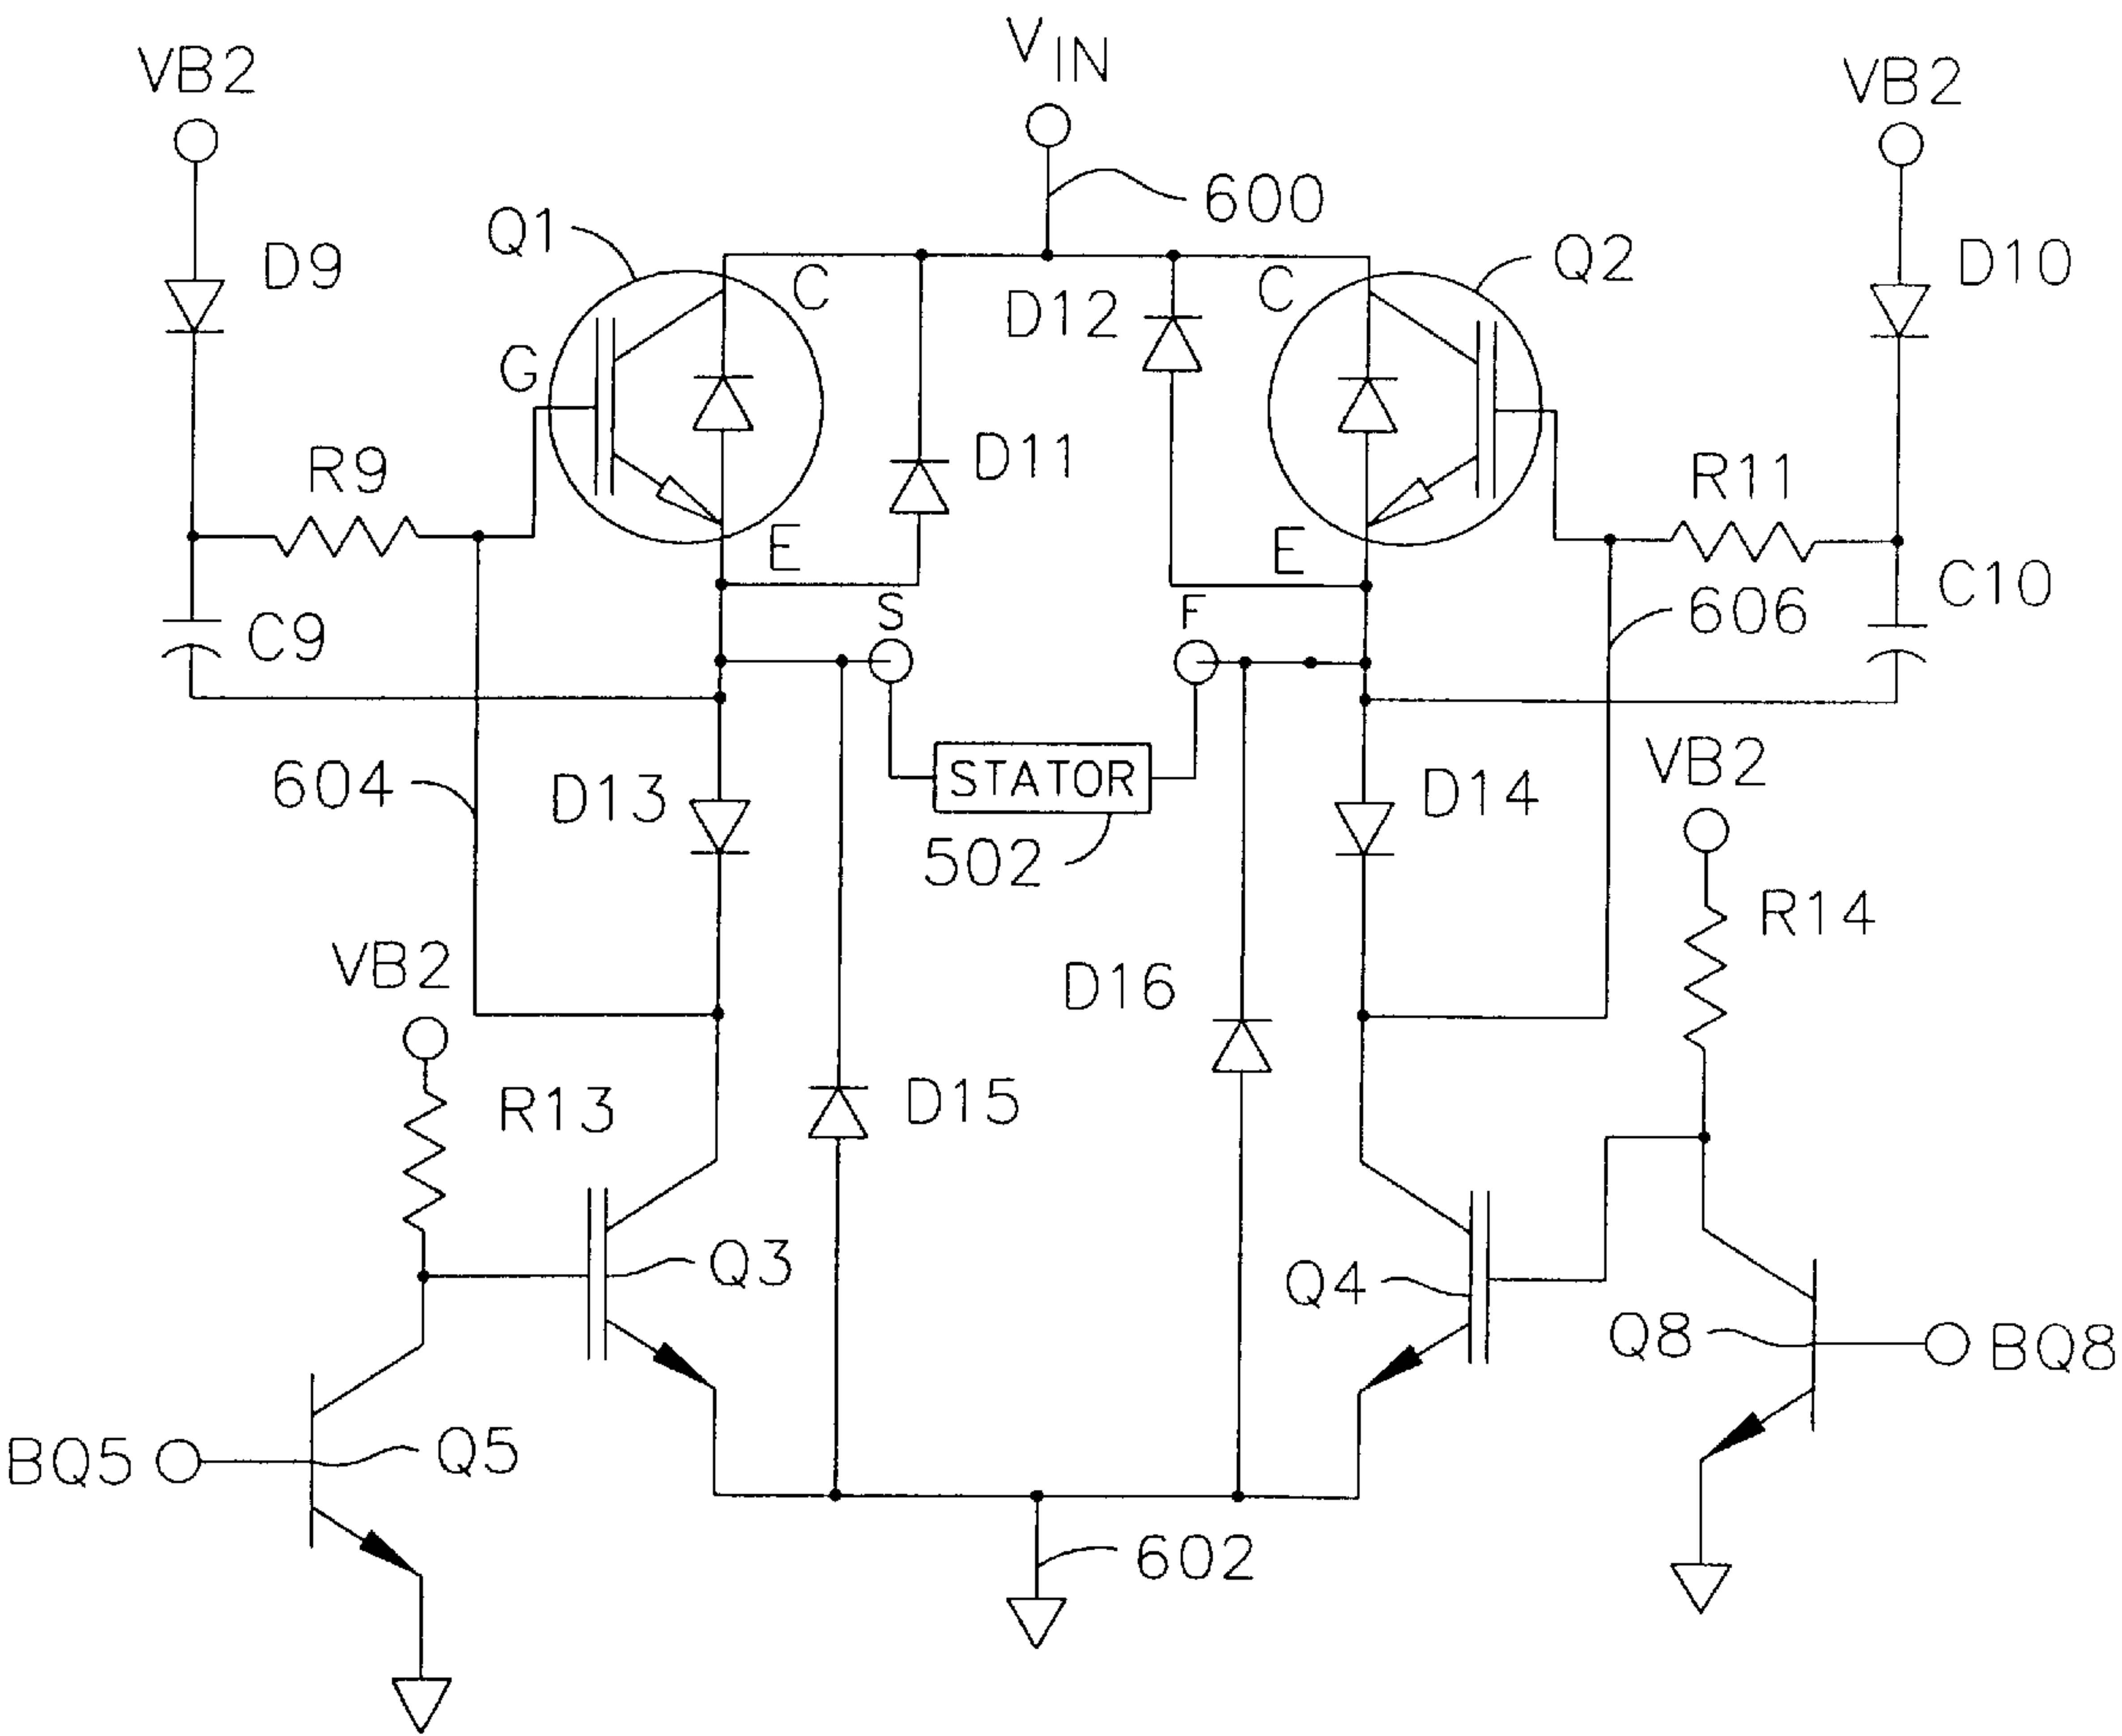 V IN
VB2
VB2
600
Q1
Q2
D9
D10
C
D12
C
G
D11
R9
R11
E
E
C10
S
F
606
C9
VB2
STATOR
D14
604
D13
502
R14
VB2
D16
R13
D15
Q3
Q4
Q8
BQ8
BQ5
Q5
602